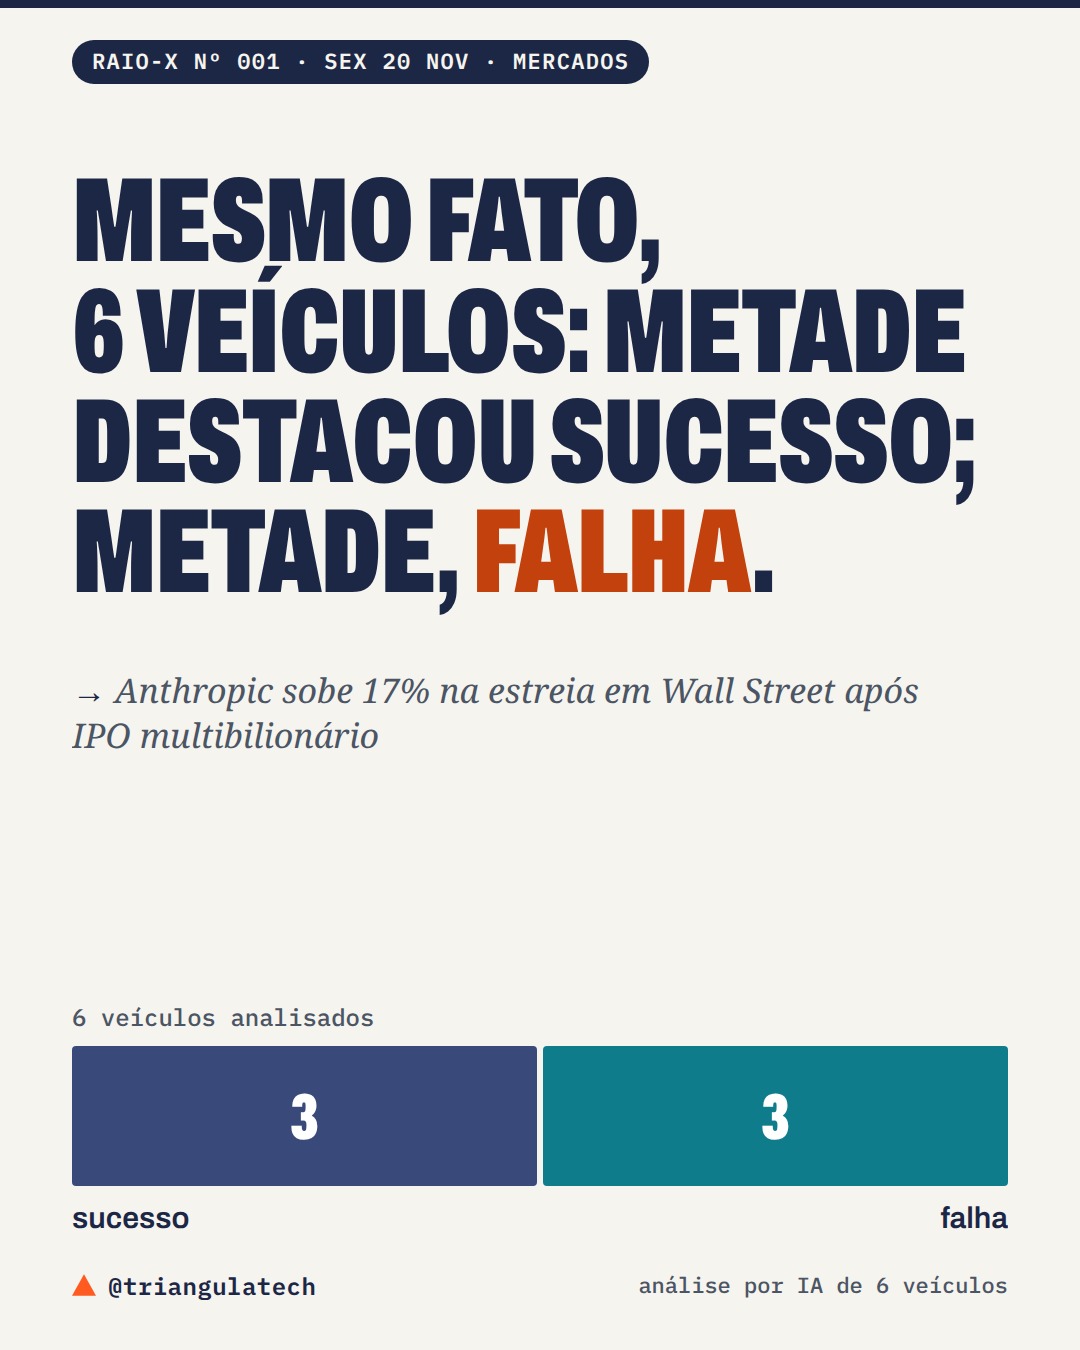 RAIO-X Nº 001 · SEX 20 NOV · MERCADOS
MESMO FATO,
6 VEÍCULOS: METADE
DESTACOU SUCESSO;
METADE, FALHA.
→ Anthropic sobe 17% na estreia em Wall Street após
IPO multibilionário
6 veículos analisados
3
3
sucesso
falha
@triangulatech
análise por IA de 6 veículos